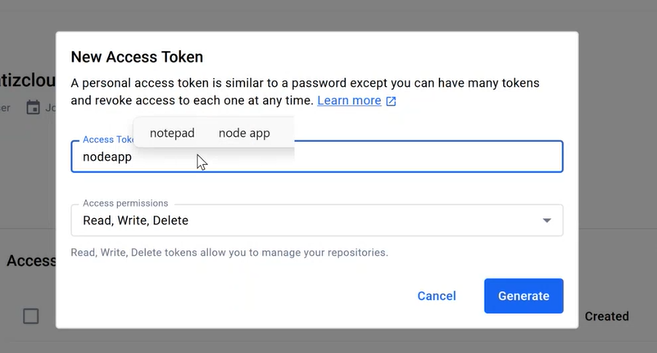 New Access Token
A personal access token is similar to a password except you can have many tokens
and revoke access to each one at any time. Learn more
tizclou
er
Jo
notepad node app
Access Toke
nodeapp
Access permissions
Read, Write, Delete
Read, Write, Delete tokens allow you to manage your repositories.
Access
Cancel Generate
Created